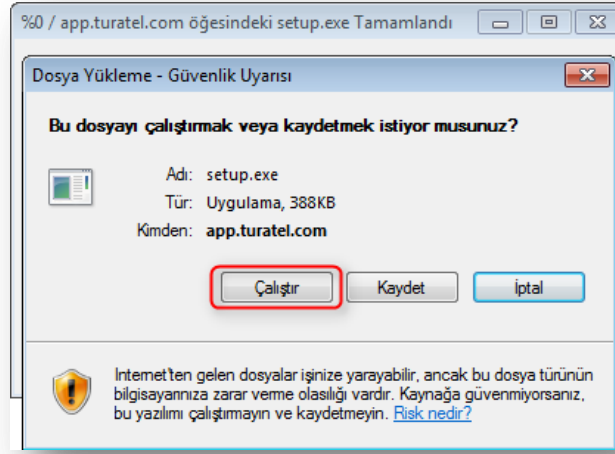 %0 / app.turatel.com öğesindeki setup.exe Tamamlandı
Dosya Yükleme - Güvenlik Uyarısı
Bu dosyayı çalıştırmak veya kaydetmek istiyor musunuz?
Adı: setup.exe
Tür: Uygulama, 388KB
Kimden: app.turatel.com
Çalıştır Kaydet İptal
Internet'ten gelen dosyalar işinize yarayabilir, ancak bu dosya türünün
bilgisayarınıza zarar verme olasılığı vardır. Kaynağa güvenmiyorsanız,
bu yazılımı çalıştırmayın ve kaydetmeyin. Risk nedir?